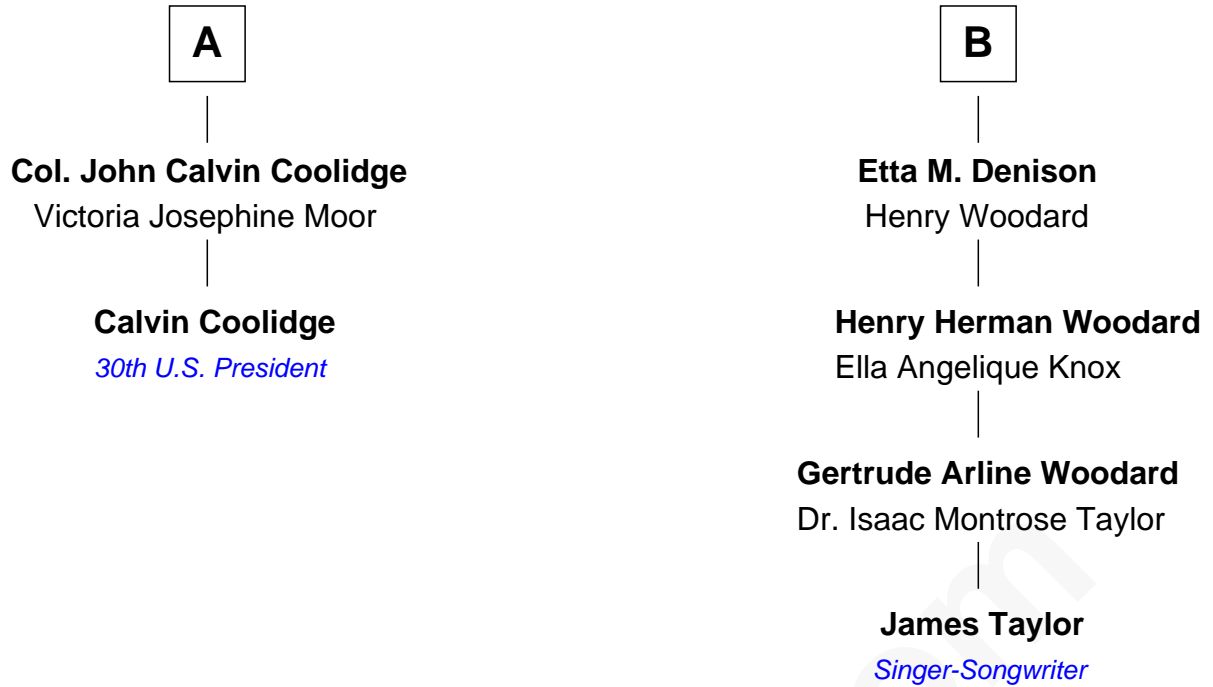 A
Col. John Calvin Coolidge
Victoria Josephine Moor
Calvin Coolidge
30th U.S. President
B
Etta M. Denison
Henry Woodard
Henry Herman Woodard
Ella Angelique Knox
Gertrude Arline Woodard
Dr. Isaac Montrose Taylor
James Taylor
Singer-Songwriter